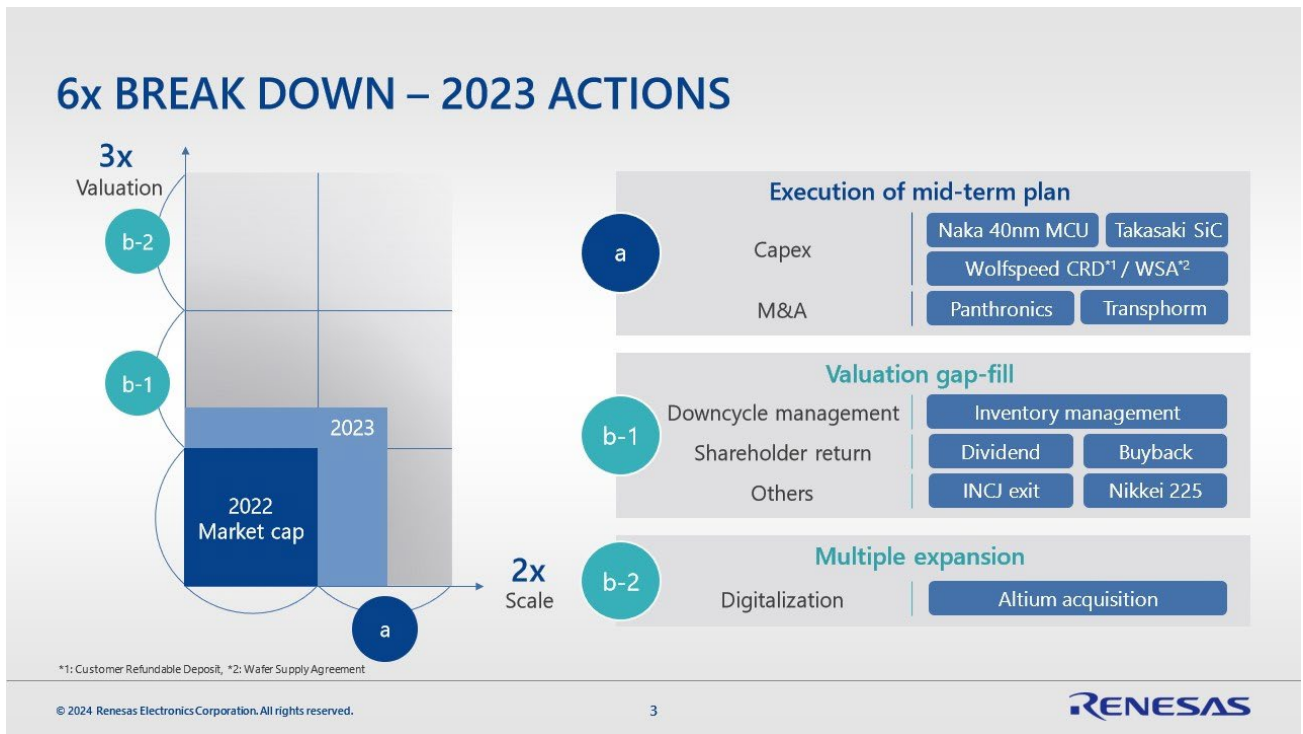 6x BREAK DOWN – 2023 ACTIONS
3x
Valuation
b-2
b-1
2023
2022
Market cap
2x
Scale
a
a
Execution of mid-term plan
Capex
Naka 40nm MCU
Takasaki SiC
Wolfspeed CRD*1 / WSA*2
M&A
Panthronics
Transphorm
b-1
Valuation gap-fill
Downcycle management
Inventory management
Shareholder return
Dividend
Buyback
Others
INCJ exit
Nikkei 225
b-2
Multiple expansion
Digitalization
Altium acquisition
*1: Customer Refundable Deposit, *2: Wafer Supply Agreement
© 2024 Renesas Electronics Corporation. All rights reserved.
3
RENESAS